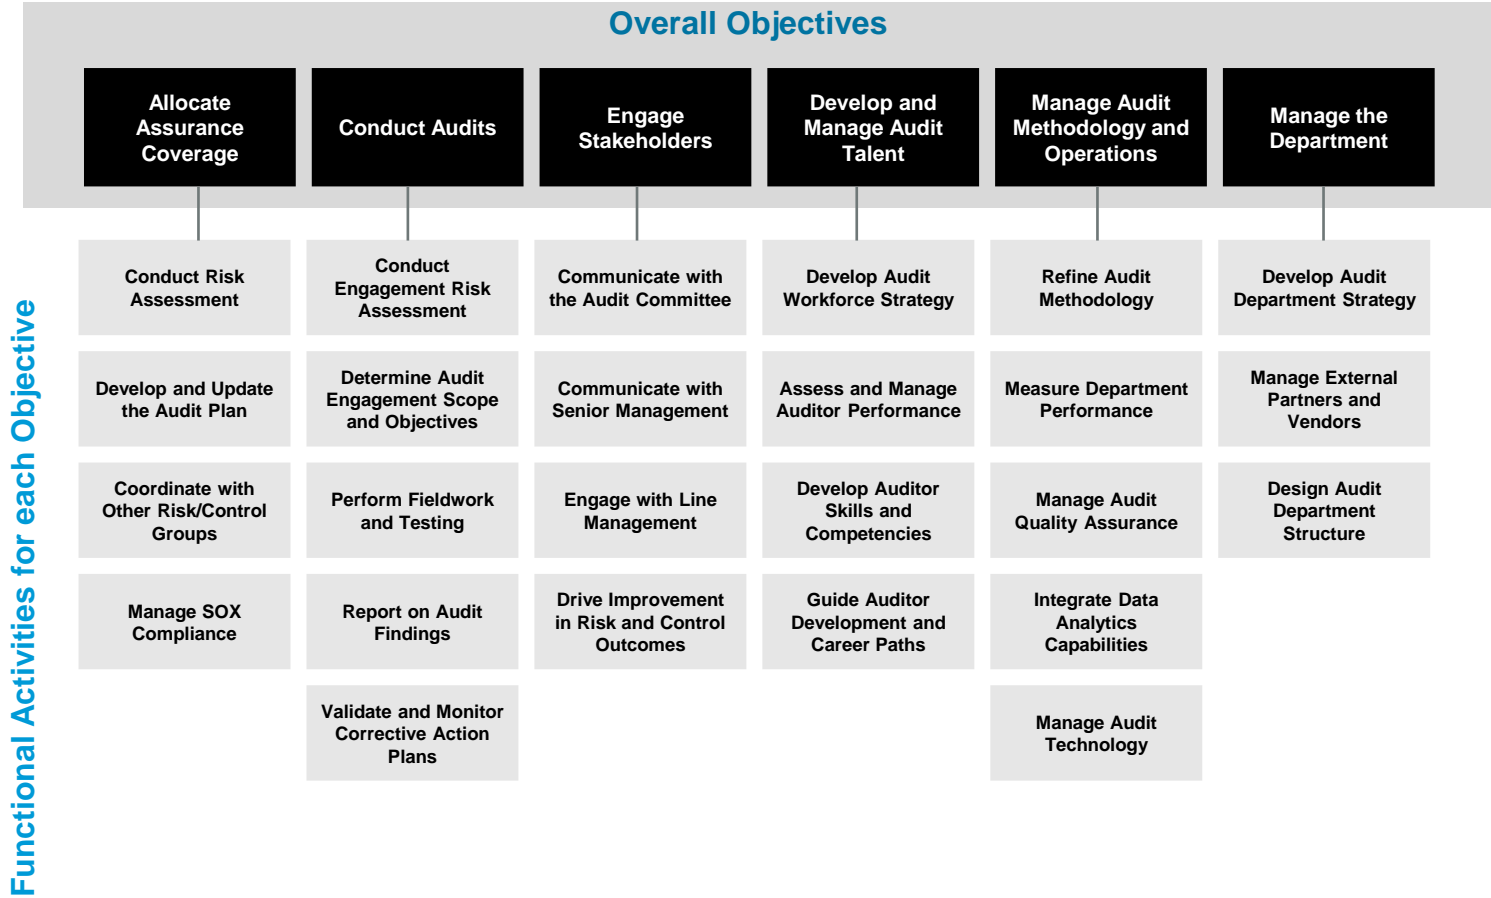 Overall Objectives
Allocate
Assurance
Coverage
Conduct Audits
Engage
Stakeholders
Develop and
Manage Audit
Talent
Manage Audit
Methodology and
Operations
Manage the
Department
Functional Activities for each Objective
Conduct Risk
Assessment
Develop and Update
the Audit Plan
Coordinate with
Other Risk/Control
Groups
Manage SOX
Compliance
Conduct
Engagement Risk
Assessment
Determine Audit
Engagement Scope
and Objectives
Perform Fieldwork
and Testing
Report on Audit
Findings
Validate and Monitor
Corrective Action
Plans
Communicate with
the Audit Committee
Communicate with
Senior Management
Engage with Line
Management
Drive Improvement
in Risk and Control
Outcomes
Develop Audit
Workforce Strategy
Assess and Manage
Auditor Performance
Develop Auditor
Skills and
Competencies
Guide Auditor
Development and
Career Paths
Refine Audit
Methodology
Measure Department
Performance
Manage Audit
Quality Assurance
Integrate Data
Analytics
Capabilities
Manage Audit
Technology
Develop Audit
Department Strategy
Manage External
Partners and
Vendors
Design Audit
Department
Structure